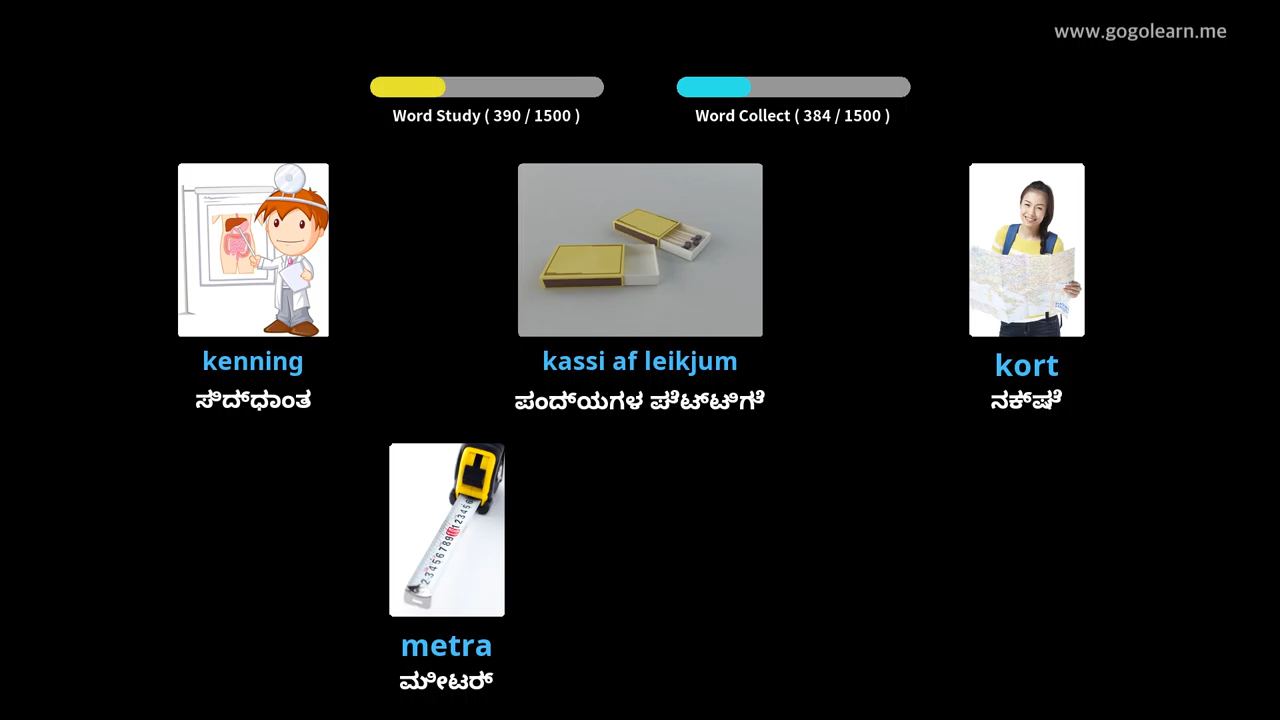 www.gogolearn.me
Word Study ( 390 / 1500 )
Word Collect ( 384 / 1500 )
kenning
ಸಿದ್ಧಾಂತ
kassi af leikjum
ಪಂದ್ಯಗಳ ಪೆಟ್ಟಿಗೆ
kort
ನಕ್ಷೆ
metra
ಮೀಟರ್